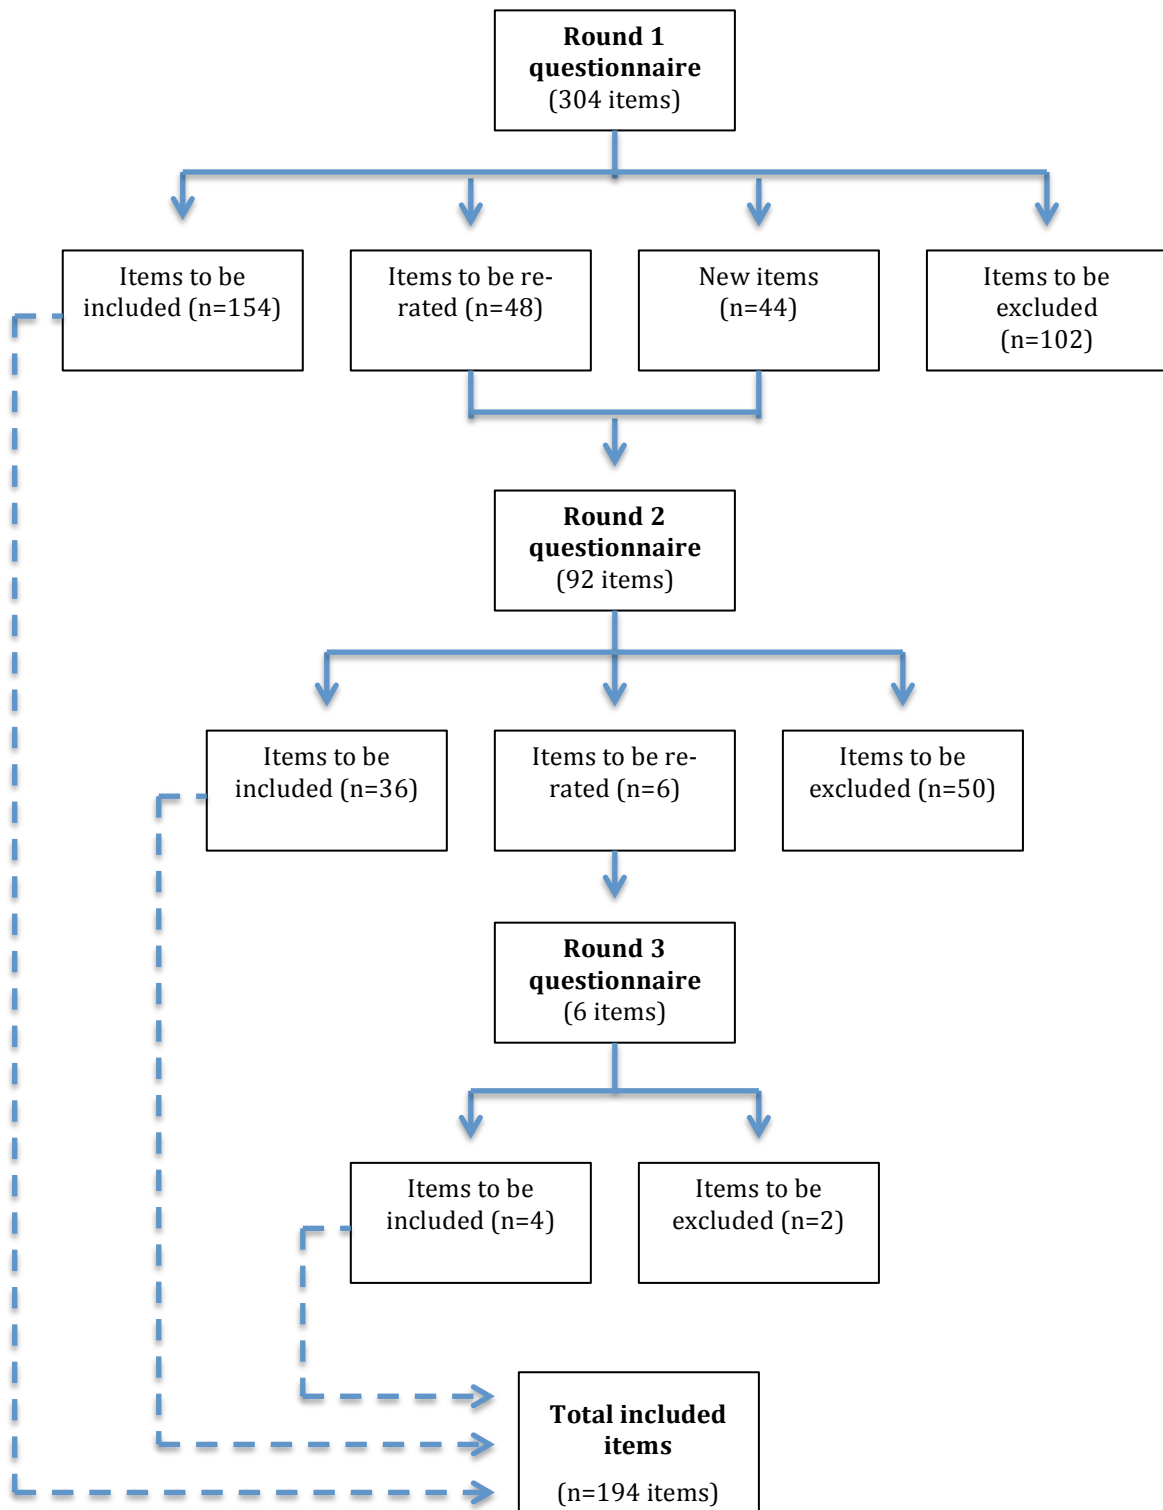 Round 1
questionnaire
(304 items)
Items to be
included (n=154)
Items to be re-
rated (n=48)
New items
(n=44)
Items to be
excluded
(n=102)
Round 2
questionnaire
(92 items)
Items to be
included (n=36)
Items to be re-
rated (n=6)
Items to be
excluded (n=50)
Round 3
questionnaire
(6 items)
Items to be
included (n=4)
Items to be
excluded (n=2)
Total included
items
(n=194 items)